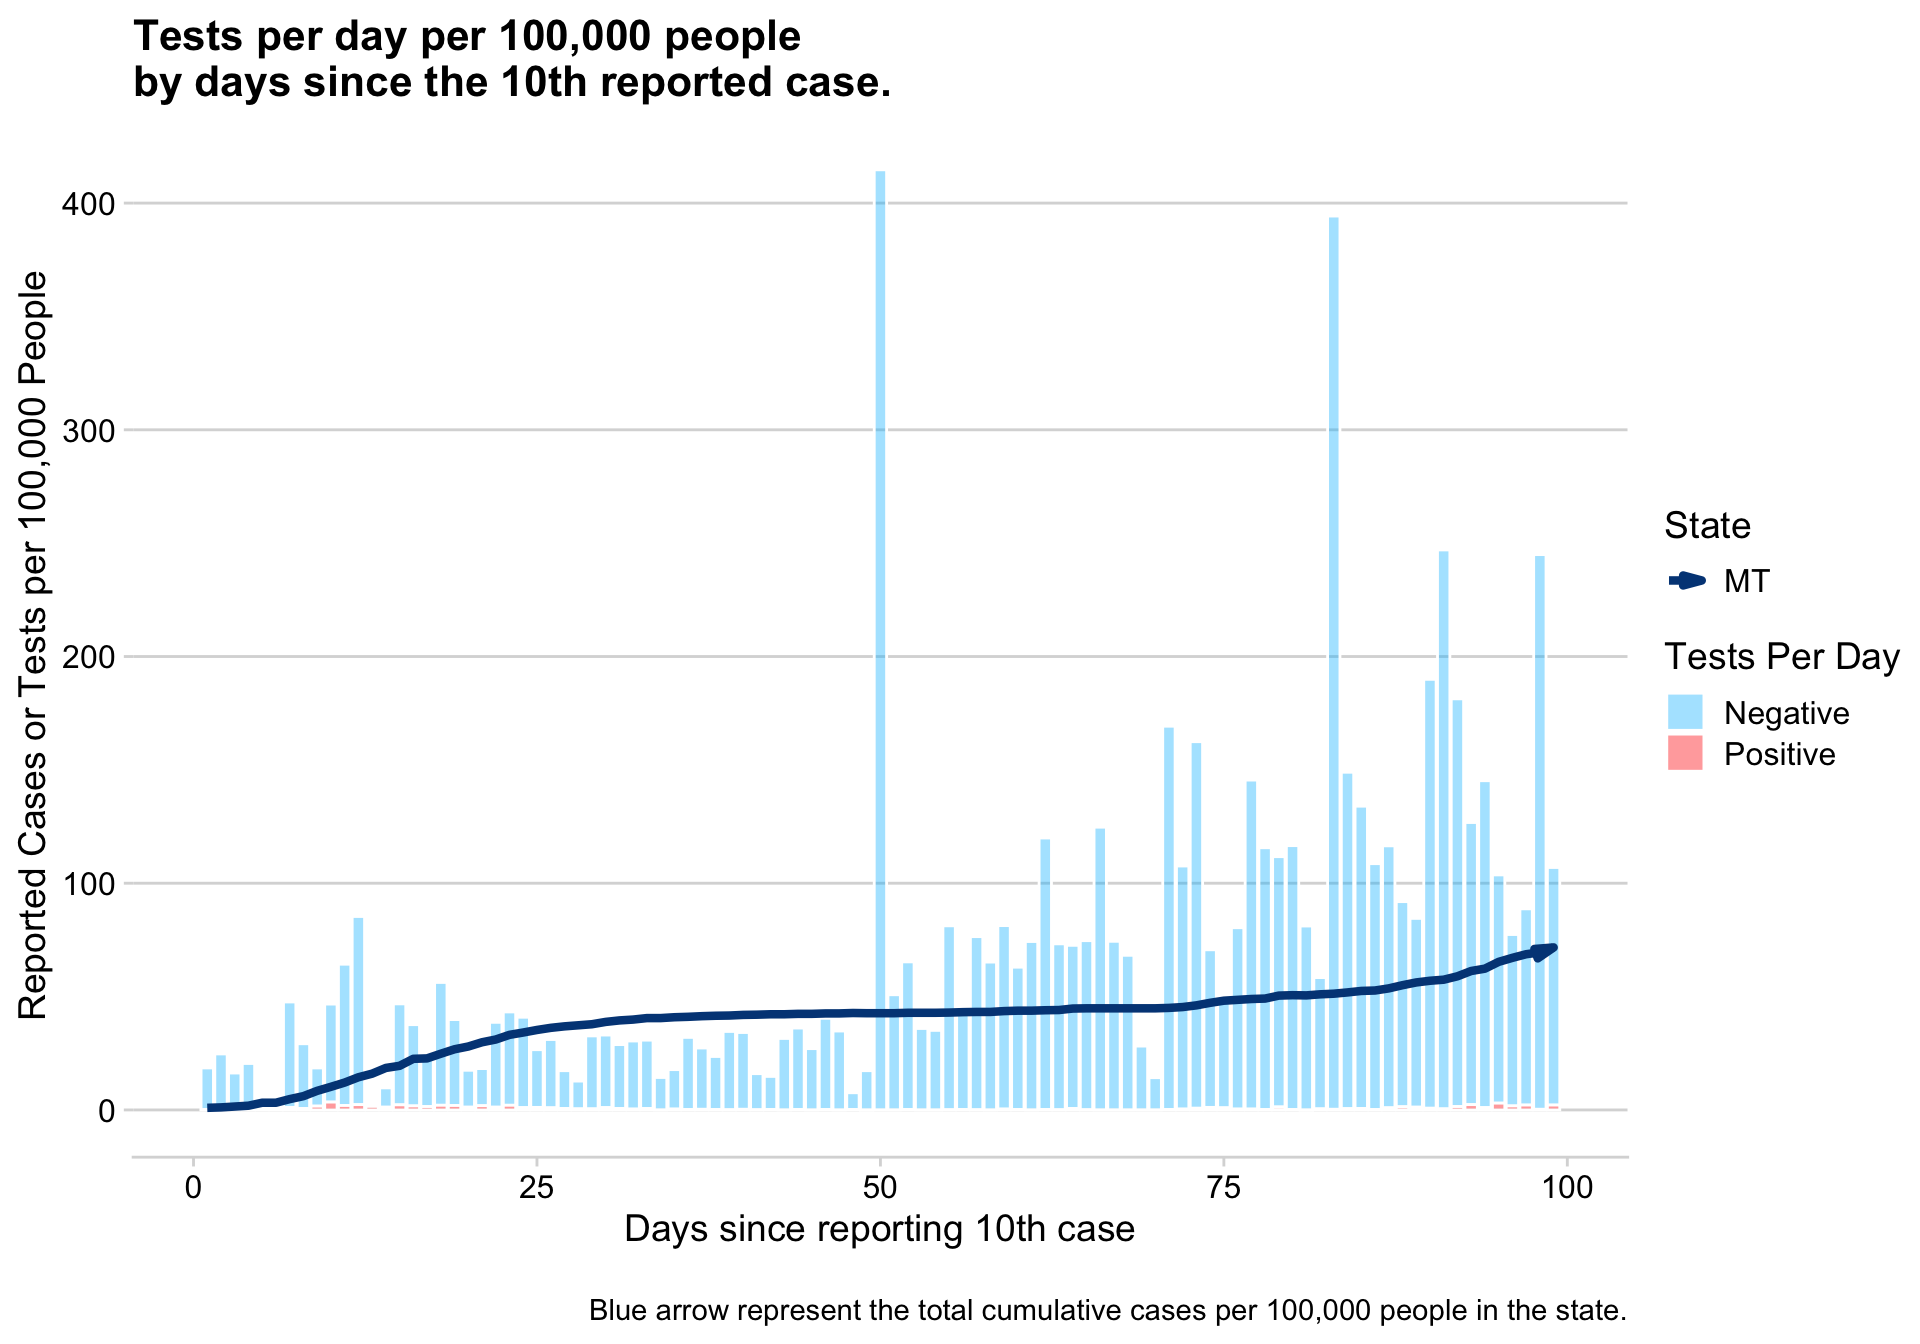 Tests per day per 100,000 people
by days since the 10th reported case.
Reported Cases or Tests per 100,000 People
400
300
200
100
0
0
25
50
75
100
Days since reporting 10th case
State
MT
Tests Per Day
Negative
Positive
Blue arrow represent the total cumulative cases per 100,000 people in the state.